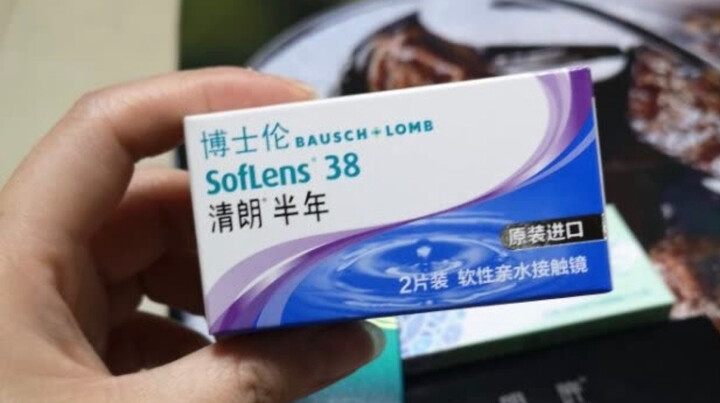 博士伦 BAUSCH + LOMB
SofLens® 38
清朗® 半年
原装进口
2片装 软性亲水接触镜